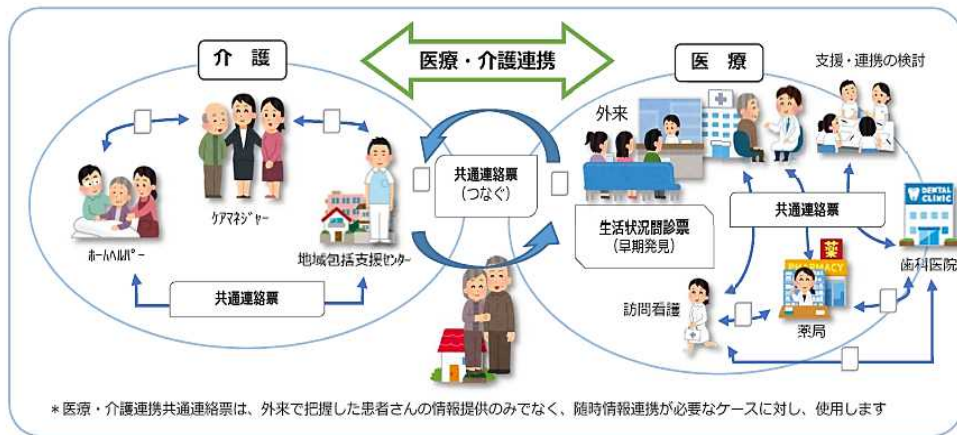 介 護
医療・介護連携
医 療
支援・連携の検討
外来
ケアマネジャー
ホームヘルパー
地域包括支援センター
共通連絡票
共通連絡票
(つなぐ)
生活状況問診票
(早期発見)
共通連絡票
DENTAL
CLINIC
歯科医院
薬
PHARMACY
薬局
訪問看護
*医療・介護連携共通連絡票は、外来で把握した患者さんの情報提供のみでなく、随時情報連携が必要なケースに対し、使用します